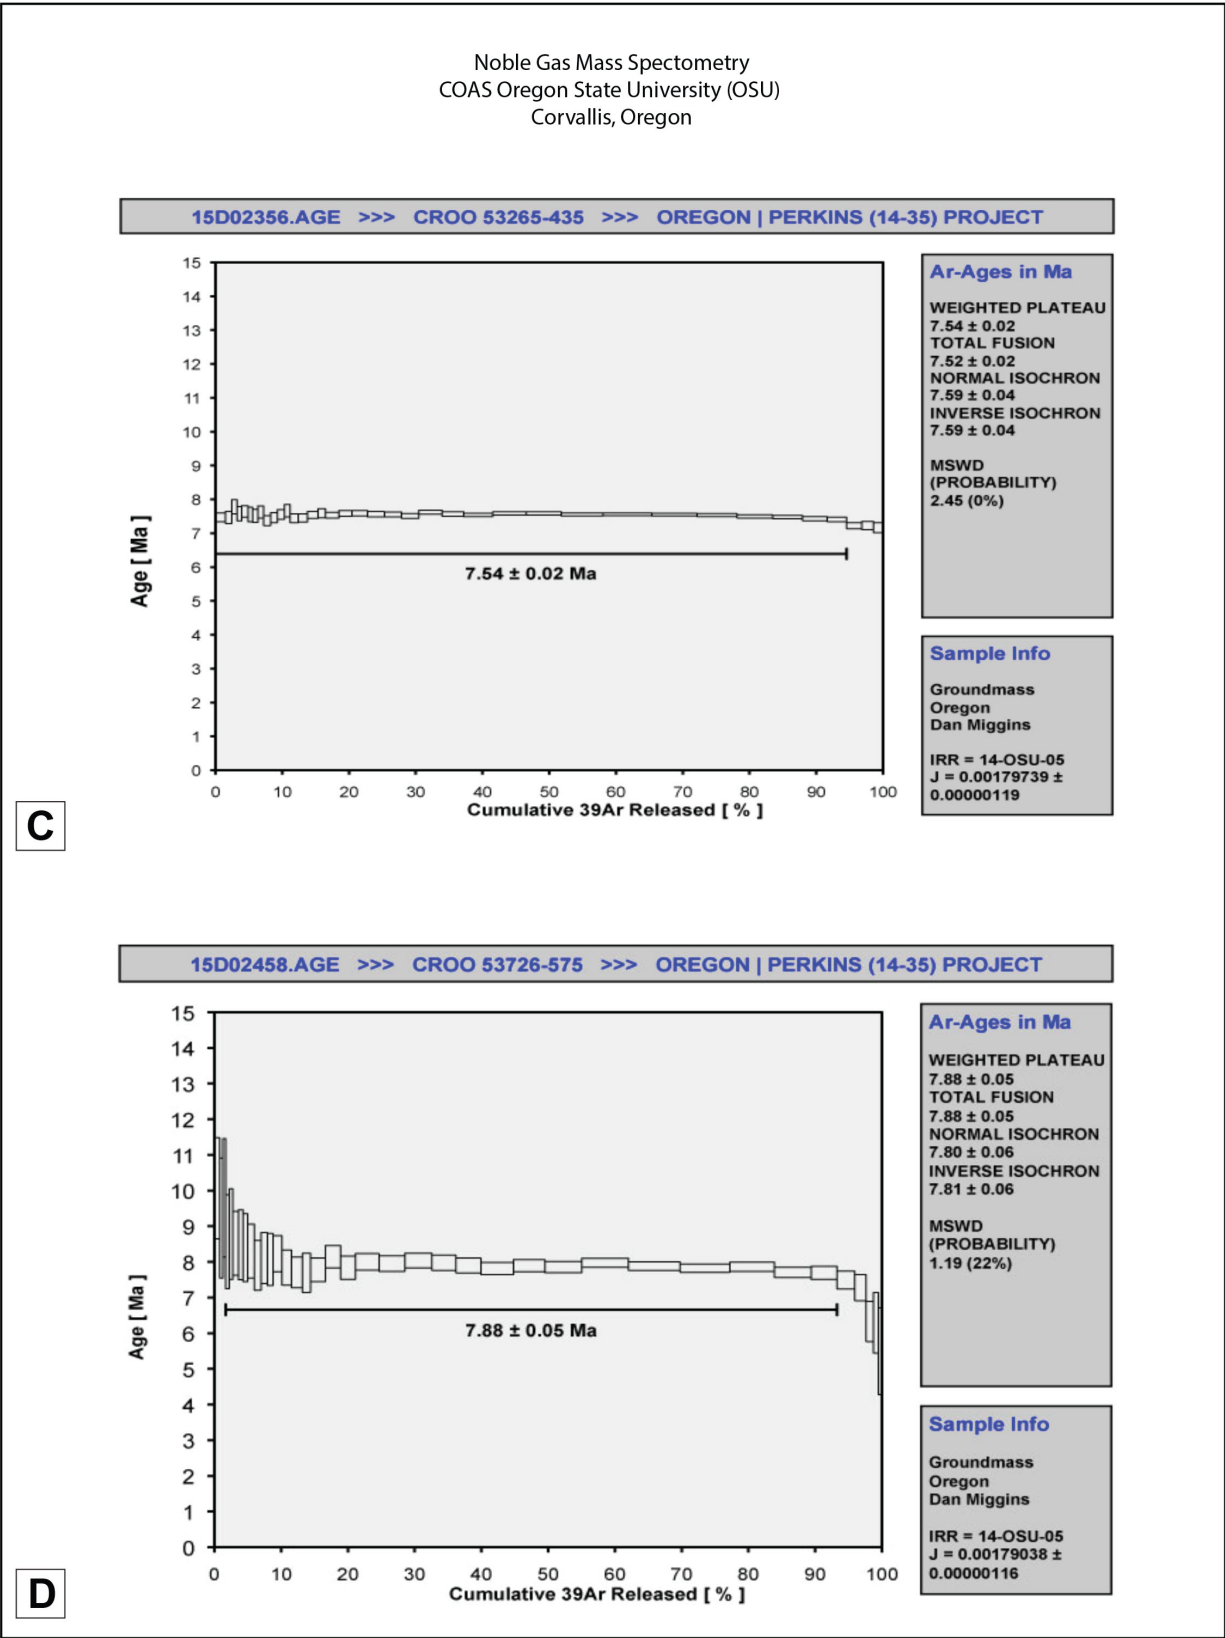 Noble Gas Mass Spectometry
COAS Oregon State University (OSU)
Corvallis, Oregon
15D02356.AGE >>> CROO 53265-435 >>> OREGON | PERKINS (14-35) PROJECT
15
14
13
12
11
10
9
8
7
6
5
4
3
2
1
0
Age [ Ma ]
7.54 ± 0.02 Ma
0 10 20 30 40 50 60 70 80 90 100
Cumulative 39Ar Released [ % ]
Ar-Ages in Ma
WEIGHTED PLATEAU
7.54 ± 0.02
TOTAL FUSION
7.52 ± 0.02
NORMAL ISOCHRON
7.59 ± 0.04
INVERSE ISOCHRON
7.59 ± 0.04
MSWD
(PROBABILITY)
2.45 (0%)
Sample Info
Groundmass
Oregon
Dan Miggins
IRR = 14-OSU-05
J = 0.00179739 ±
0.00000119
C
15D02458.AGE >>> CROO 53726-575 >>> OREGON | PERKINS (14-35) PROJECT
15
14
13
12
11
10
9
8
7
6
5
4
3
2
1
0
Age [ Ma ]
7.88 ± 0.05 Ma
0 10 20 30 40 50 60 70 80 90 100
Cumulative 39Ar Released [ % ]
Ar-Ages in Ma
WEIGHTED PLATEAU
7.88 ± 0.05
TOTAL FUSION
7.88 ± 0.05
NORMAL ISOCHRON
7.80 ± 0.06
INVERSE ISOCHRON
7.81 ± 0.06
MSWD
(PROBABILITY)
1.19 (22%)
Sample Info
Groundmass
Oregon
Dan Miggins
IRR = 14-OSU-05
J = 0.00179038 ±
0.00000116
D